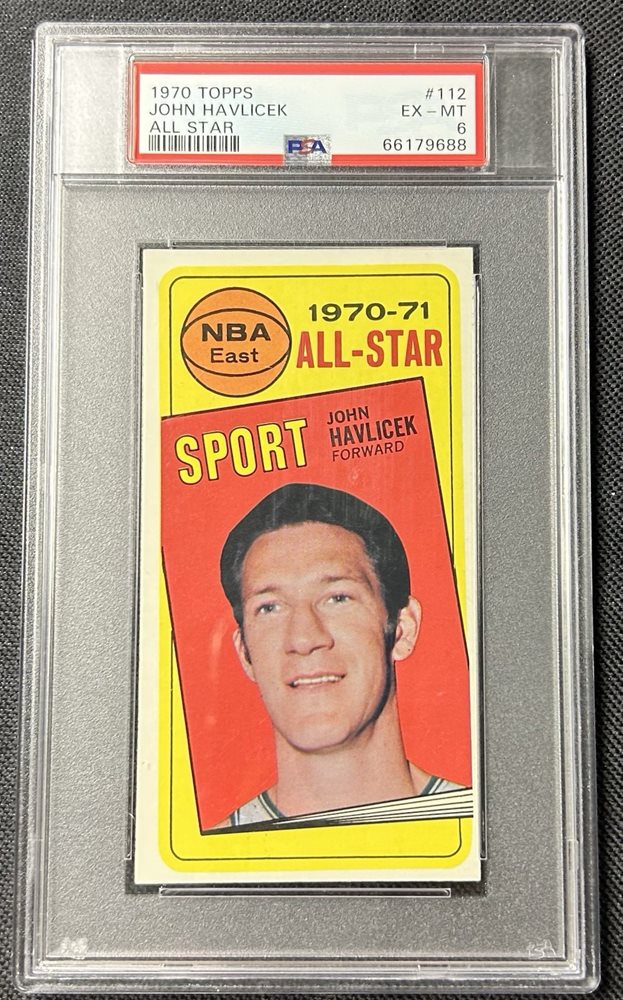 1970 TOPPS #112
JOHN HAVLICEK EX - MT
ALL STAR 6
PSA 66179688
NBA
East
1970-71
ALL-STAR
SPORT
JOHN
HAVLICEK
FORWARD